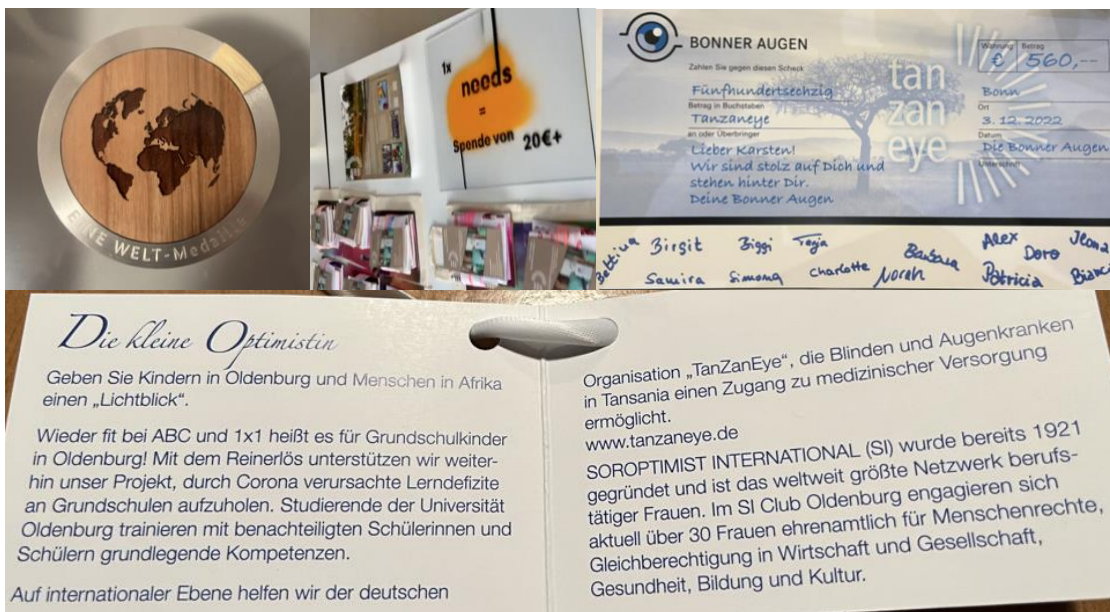 EINE WELT-Medaille
1x
needs
=
Spende von 20€+
BONNER AUGEN
Zahlen Sie gegen diesen Scheck
Währung Betrag
€ 560,--
Fünfhundertsechzig
Betrag in Buchstaben
Tanzaneye
an oder Überbringer
Lieber Karsten!
Wir sind stolz auf Dich und
stehen hinter Dir.
Deine Bonner Augen
tan
zan
eye
Bonn
Ort
3. 12. 2022
Datum
Die Bonner Augen
Unterschrift
Bettina Birgit Biggi Tanja Barbara Alex Doro Ilona
Samira Simona Charlotte Norah Patricia Bianca
Die kleine Optimistin
Geben Sie Kindern in Oldenburg und Menschen in Afrika
einen „Lichtblick“.
Wieder fit bei ABC und 1x1 heißt es für Grundschulkinder
in Oldenburg! Mit dem Reinerlös unterstützen wir weiter-
hin unser Projekt, durch Corona verursachte Lerndefizite
an Grundschulen aufzuholen. Studierende der Universität
Oldenburg trainieren mit benachteiligten Schülerinnen und
Schülern grundlegende Kompetenzen.
Auf internationaler Ebene helfen wir der deutschen
Organisation „TanZanEye“, die Blinden und Augenkranken
in Tansania einen Zugang zu medizinischer Versorgung
ermöglicht.
www.tanzaneye.de
SOROPTIMIST INTERNATIONAL (SI) wurde bereits 1921
gegründet und ist das weltweit größte Netzwerk berufs-
tätiger Frauen. Im SI Club Oldenburg engagieren sich
aktuell über 30 Frauen ehrenamtlich für Menschenrechte,
Gleichberechtigung in Wirtschaft und Gesellschaft,
Gesundheit, Bildung und Kultur.